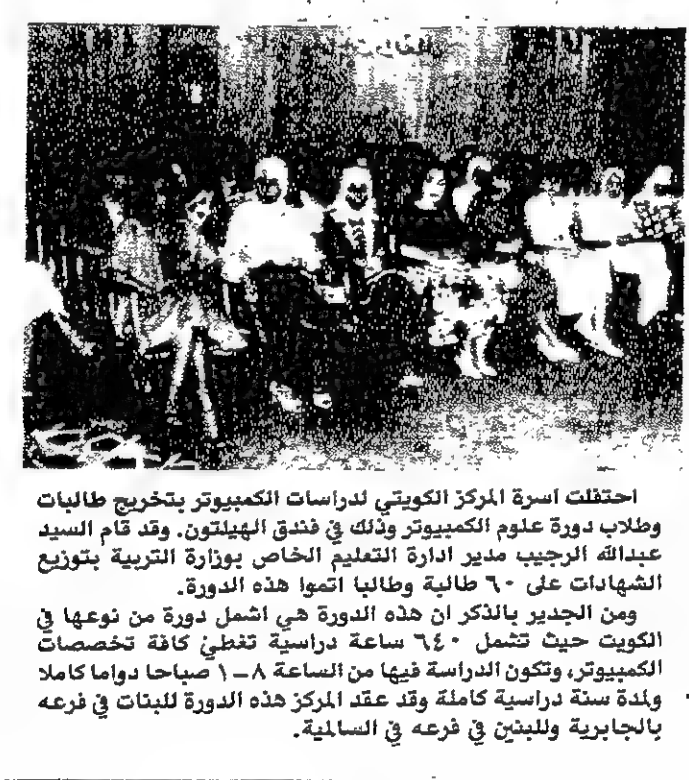 احتفلت اسرة المركز الكويتي لدراسات الكمبيوتر بتخريج طالبات
وطلاب دورة علوم الكمبيوتر وذلك في فندق الهيلتون. وقد قام السيد
عبدالله الرجيب مدير ادارة التعليم الخاص بوزارة التربية بتوزيع
الشهادات على ٦٠ طالبة وطالبا اتموا هذه الدورة.
ومن الجدير بالذكر ان هذه الدورة هي اشمل دورة من نوعها في
الكويت حيث تشمل ٦٤٠ ساعة دراسية تغطي كافة تخصصات
الكمبيوتر، وتكون الدراسة فيها من الساعة ٨ــ١ صباحا دواما كاملا
ولمدة سنة دراسية كاملة وقد عقد المركز هذه الدورة للبنات في فرعه
بالجابرية وللبنين في فرعه في السالمية.